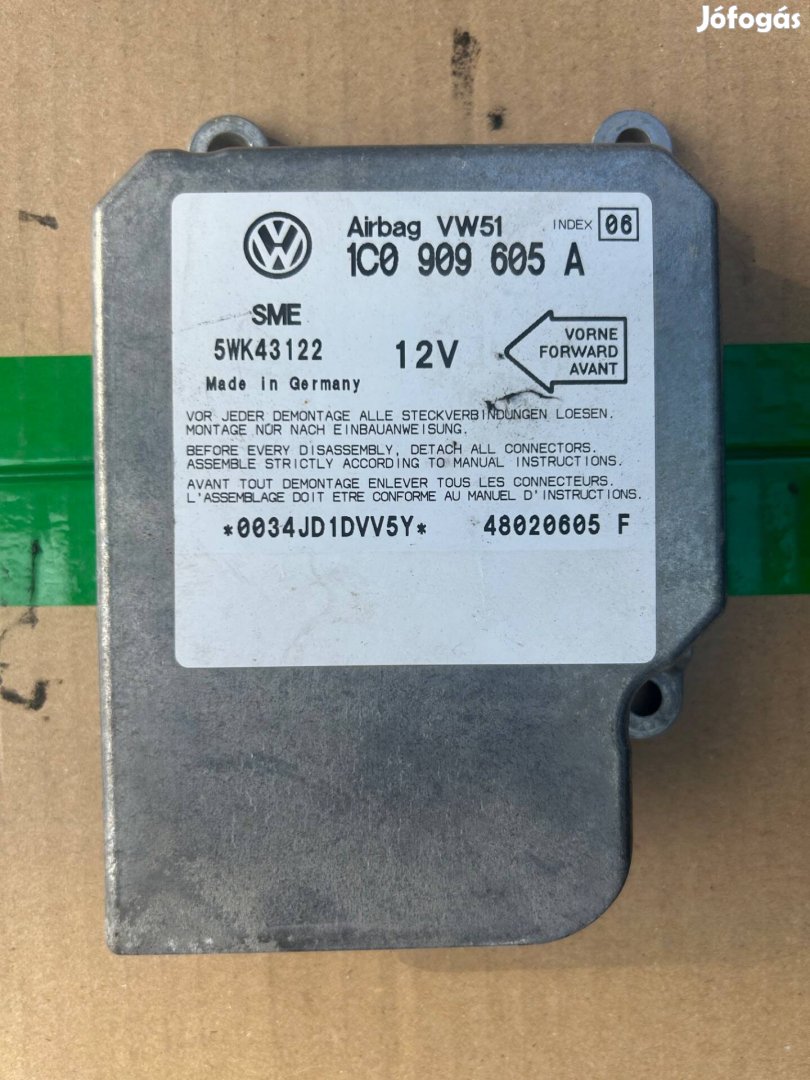 Jófogás
Airbag VW51 INDEX 06
1C0 909 605 A
SME
5WK43122 12V
VORNE
FORWARD
AVANT
Made in Germany
VOR JEDER DEMONTAGE ALLE STECKVERBINDUNGEN LOESEN.
MONTAGE NUR NACH EINBAUANWEISUNG.
BEFORE EVERY DISASSEMBLY, DETACH ALL CONNECTORS.
ASSEMBLE STRICTLY ACCORDING TO MANUAL INSTRUCTIONS.
AVANT TOUT DEMONTAGE ENLEVER TOUS LES CONNECTEURS.
L'ASSEMBLAGE DOIT ETRE CONFORME AU MANUEL D'INSTRUCTIONS.
*0034JD1DVV5Y* 48020605 F